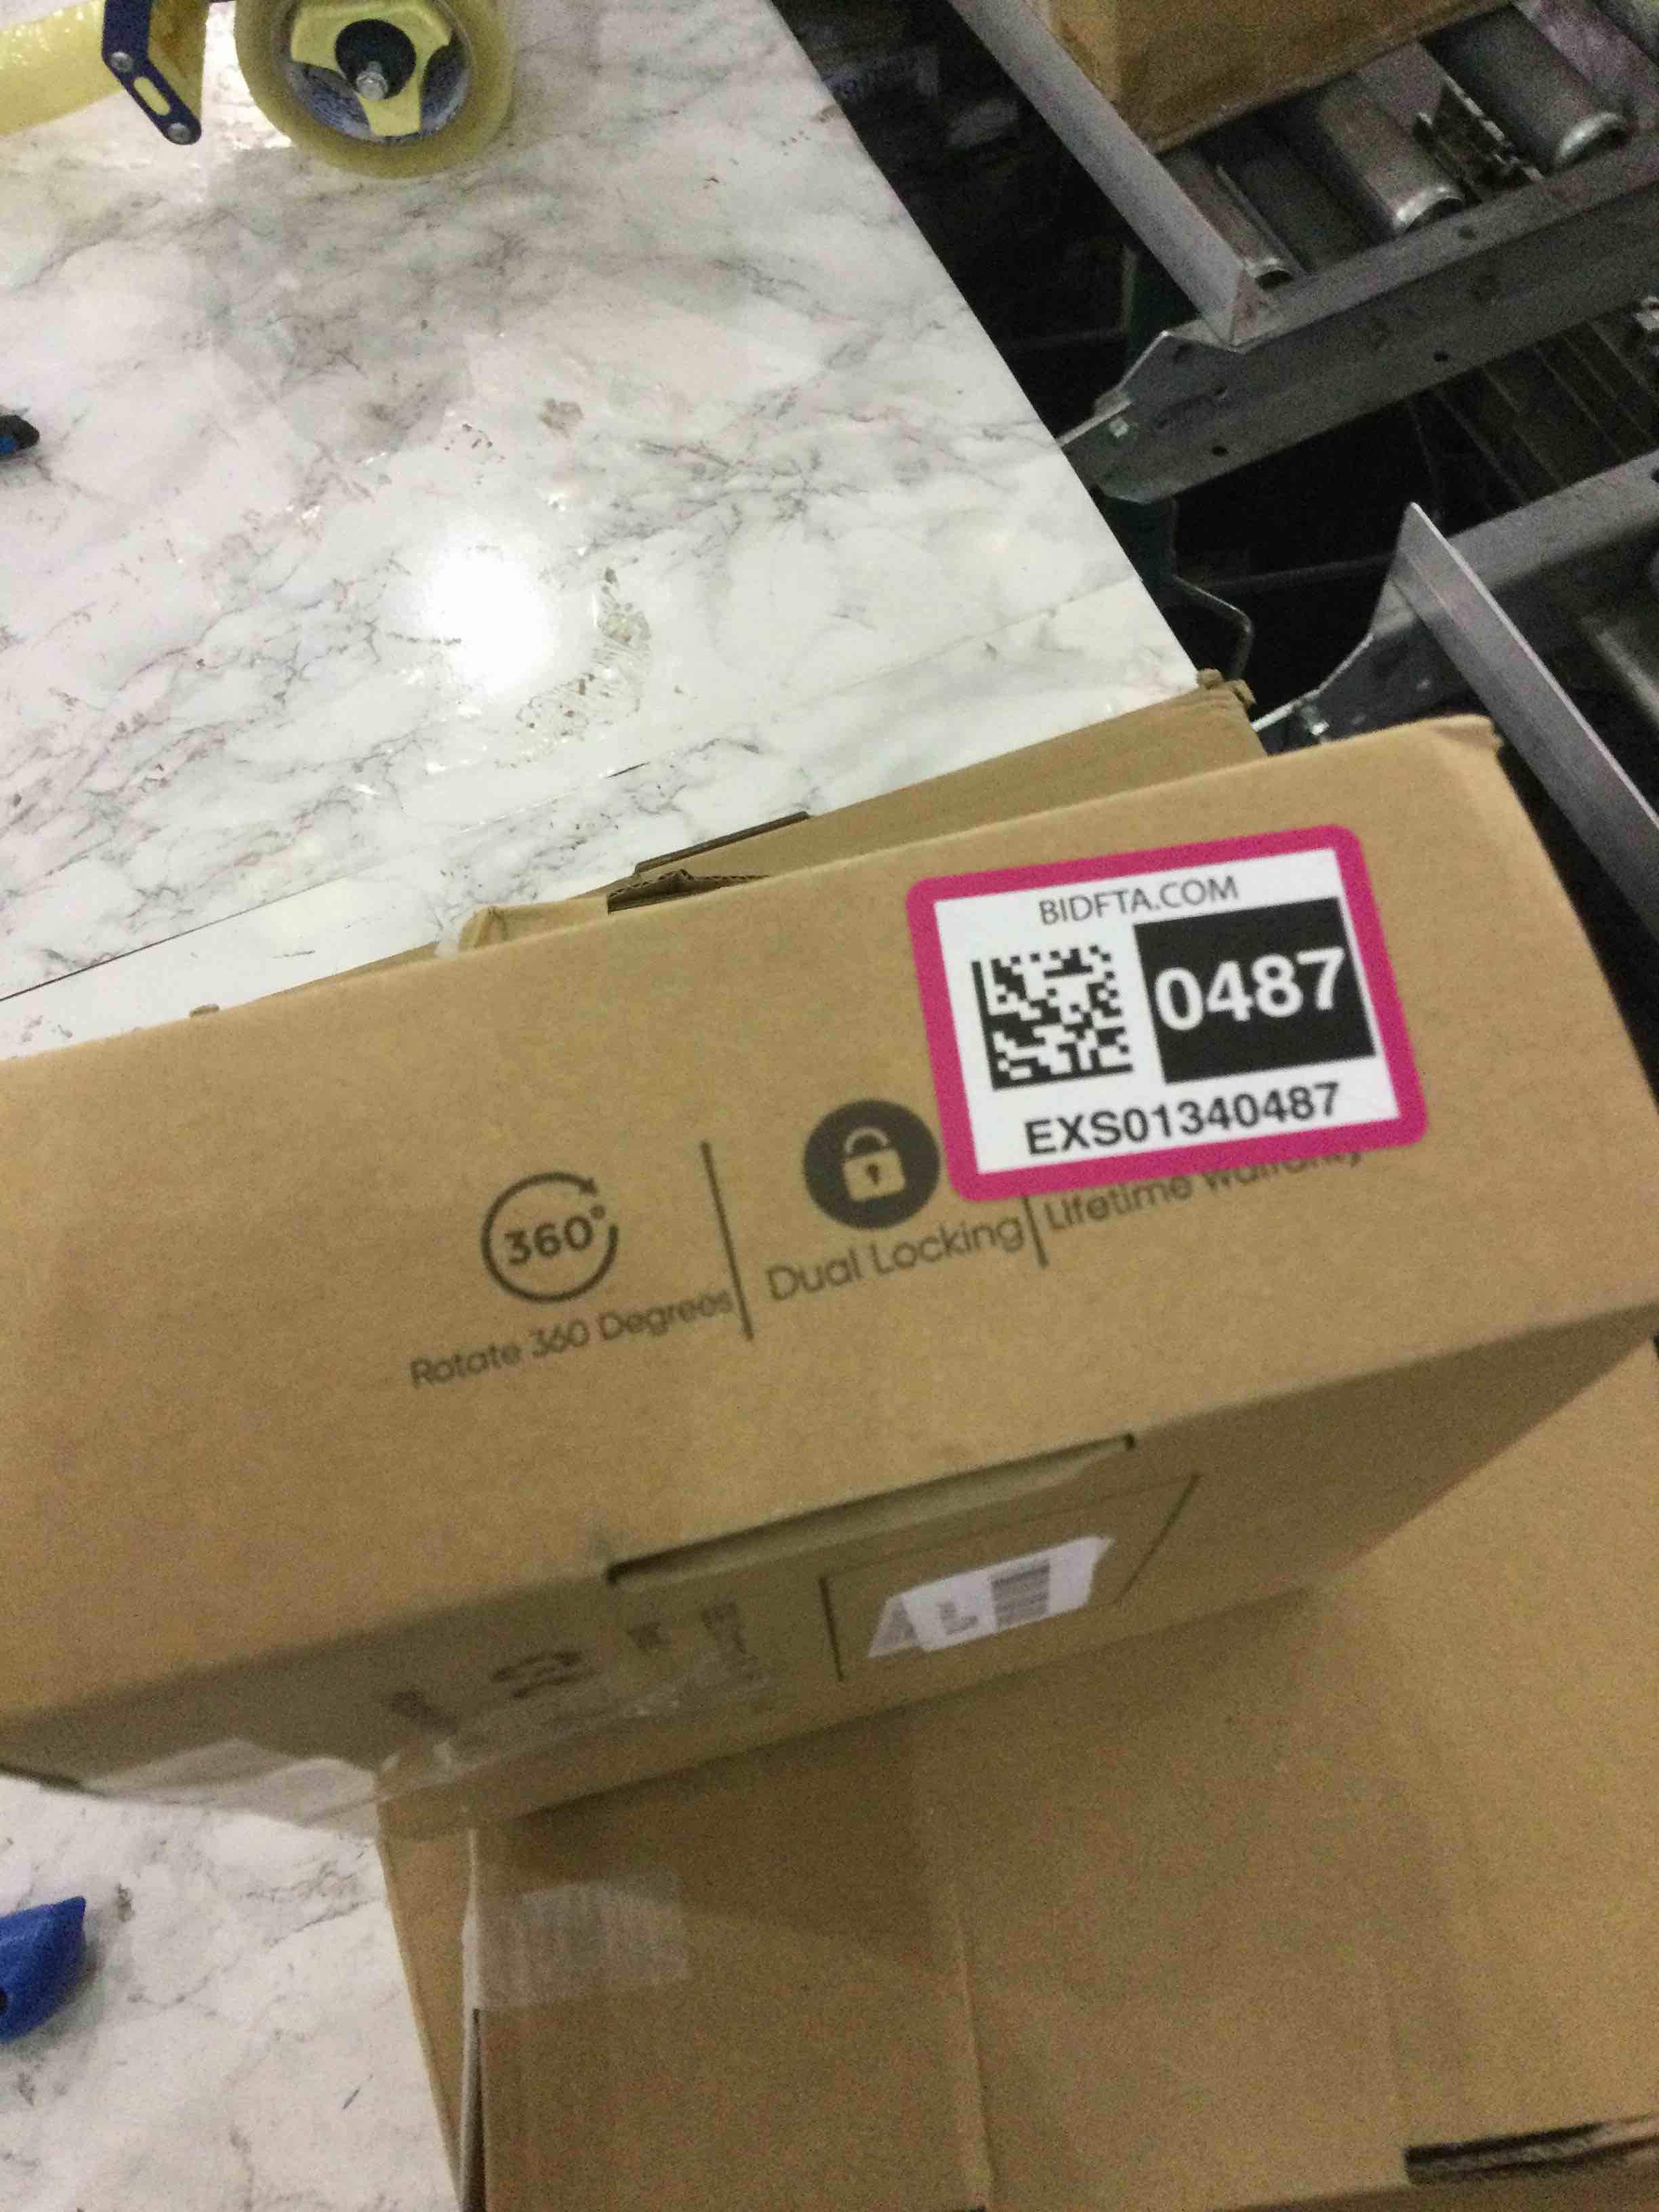 BIDFTA.COM
0487
EXS01340487
360°
Rotate 360 Degrees
Dual Locking
Lifetime Warranty